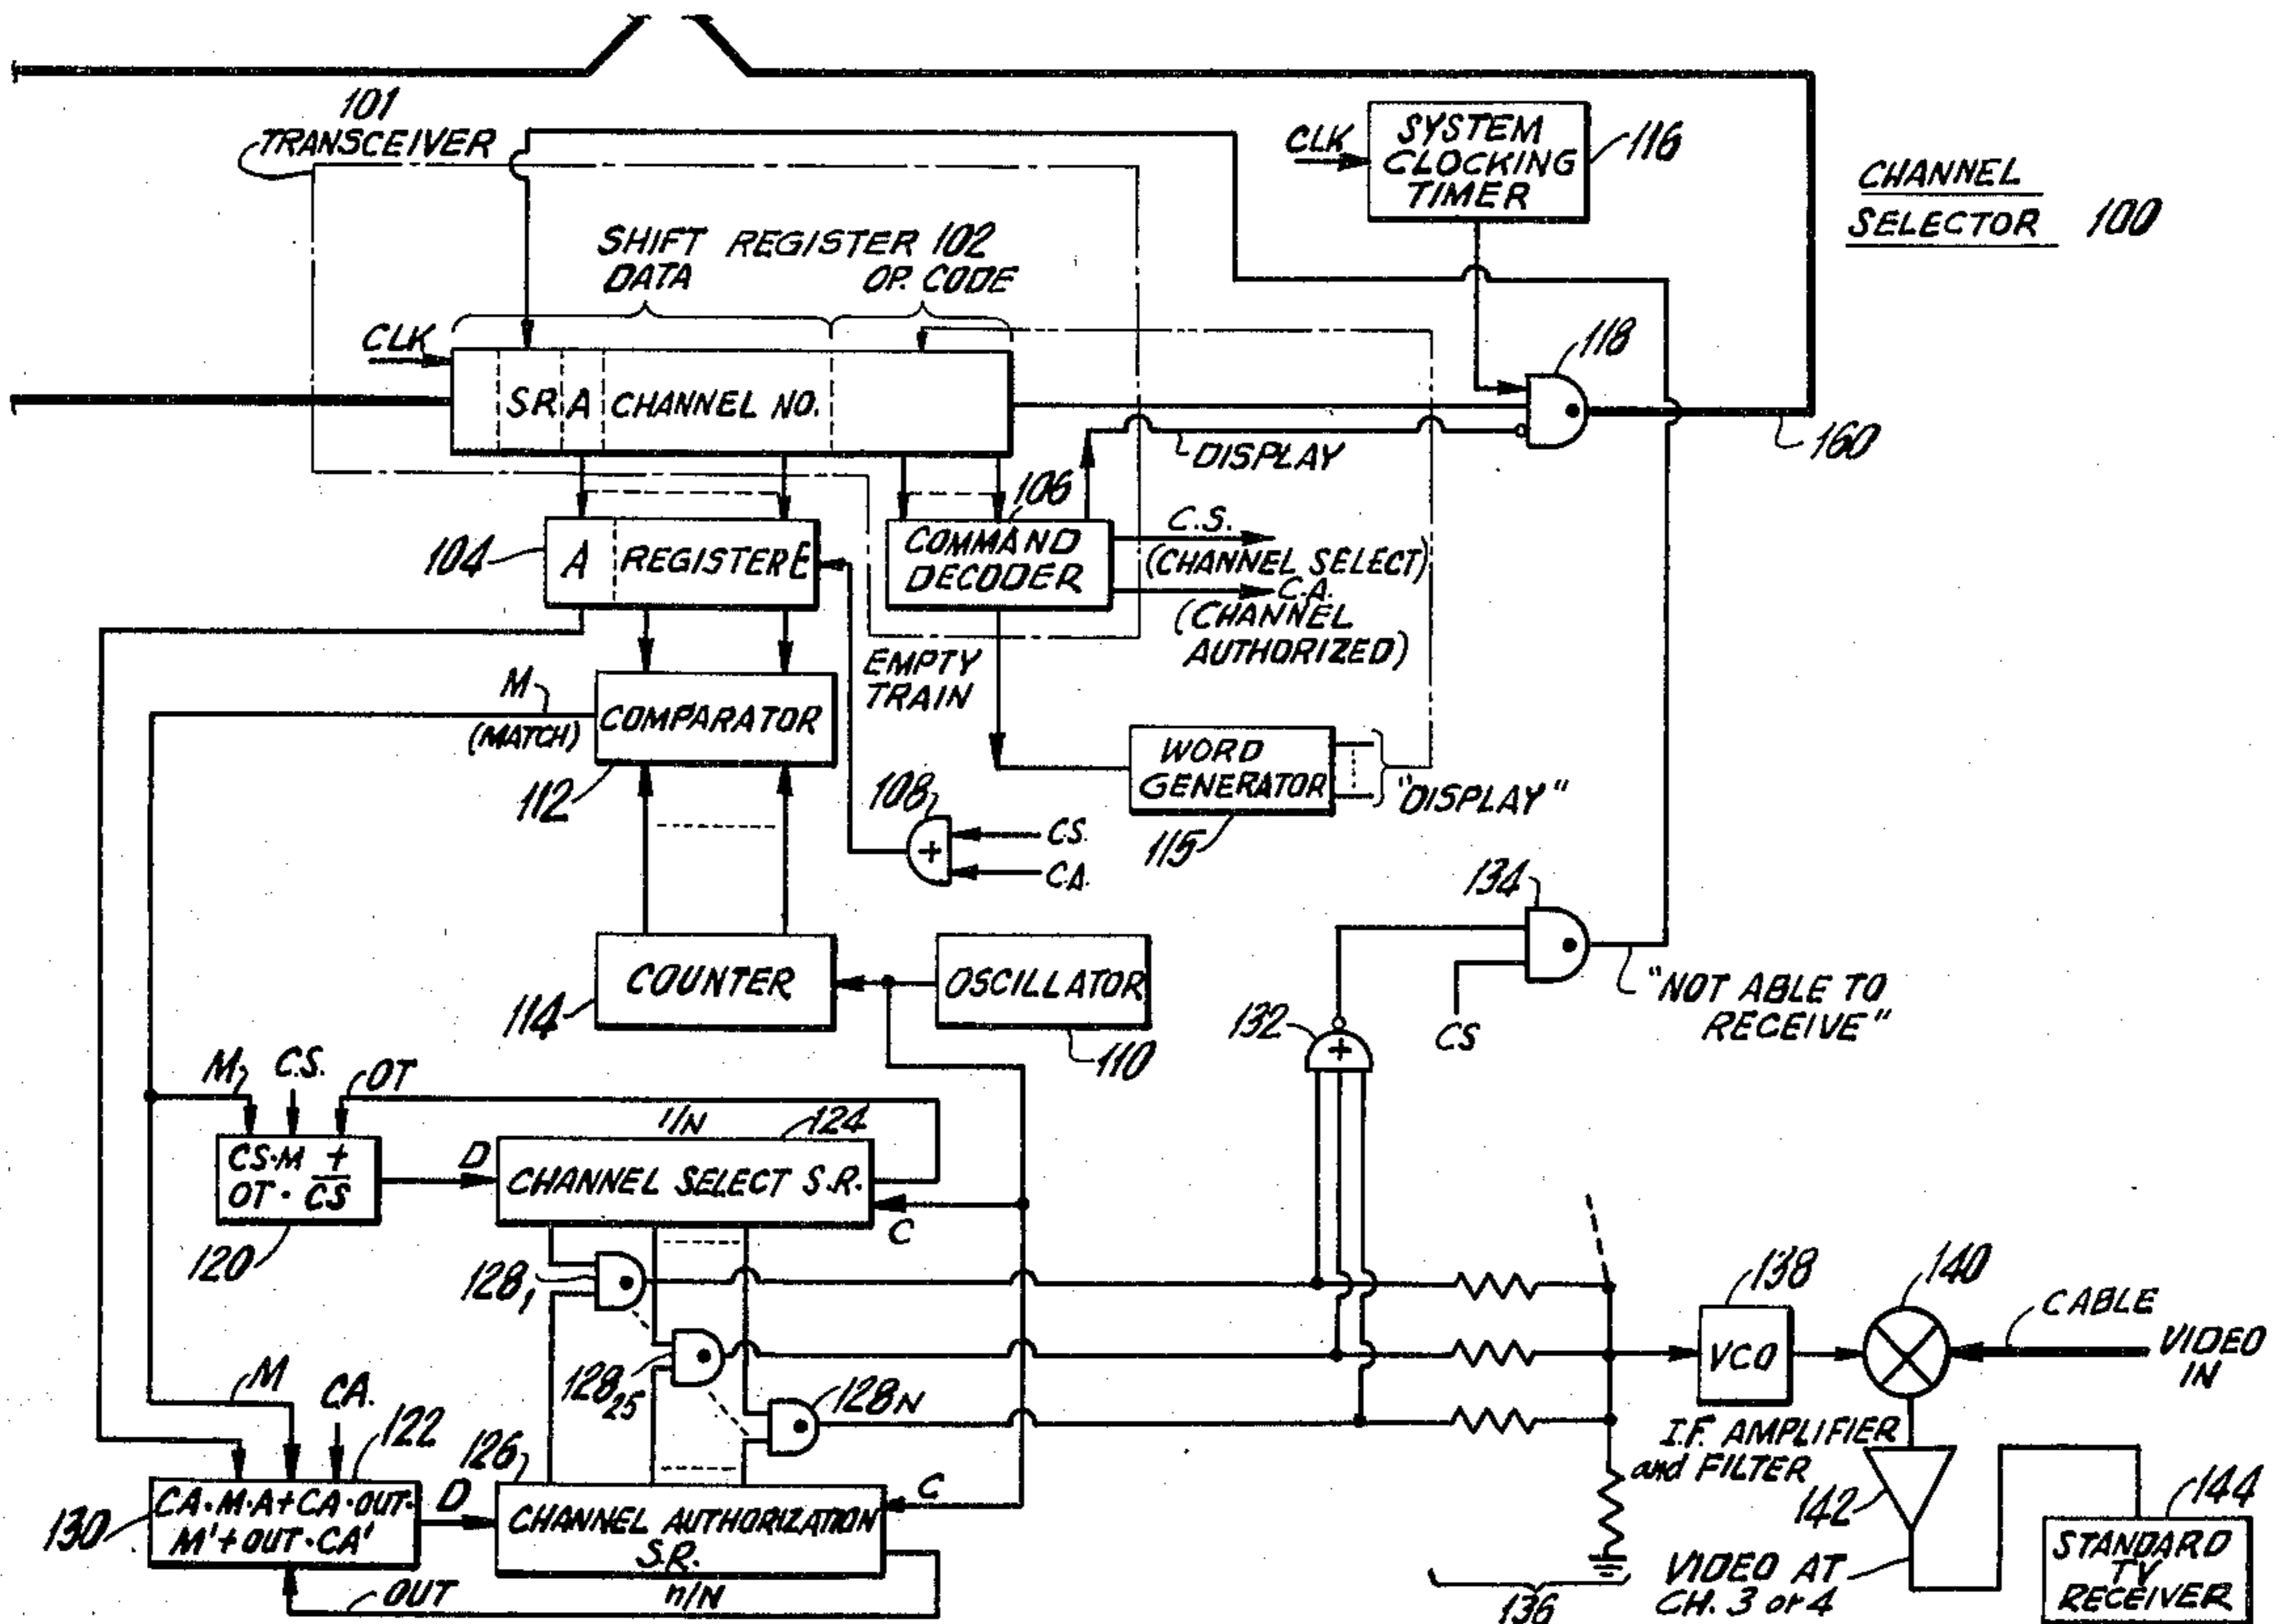 101
TRANSCEIVER
CLK
SYSTEM
CLOCKING
TIMER
116
CHANNEL
SELECTOR 100
SHIFT REGISTER 102
DATA
OP. CODE
CLK
S.R. A CHANNEL NO.
118
160
DISPLAY
104
A REGISTER E
106
COMMAND
DECODER
C.S.
(CHANNEL SELECT)
C.A.
(CHANNEL
AUTHORIZED)
EMPTY
TRAIN
M
(MATCH)
COMPARATOR
112
WORD
GENERATOR
115
"DISPLAY"
108
+
C.S.
C.A.
134
COUNTER
114
OSCILLATOR
110
"NOT ABLE TO
RECEIVE"
CS
132
+
M
C.S.
OT
1/N
124
CS·M +
OT· C̅S̅
120
D
CHANNEL SELECT S.R.
C
128₁
128₂₅
128N
138
VCO
140
CABLE
VIDEO
IN
M
C.A.
122
130
CA·M·A+CA·OUT·
M'+OUT·CA'
D
126
CHANNEL AUTHORIZATION
S.R.
C
n/N
OUT
136
I.F. AMPLIFIER
and FILTER
142
VIDEO AT
CH. 3 or 4
144
STANDARD
TV
RECEIVER